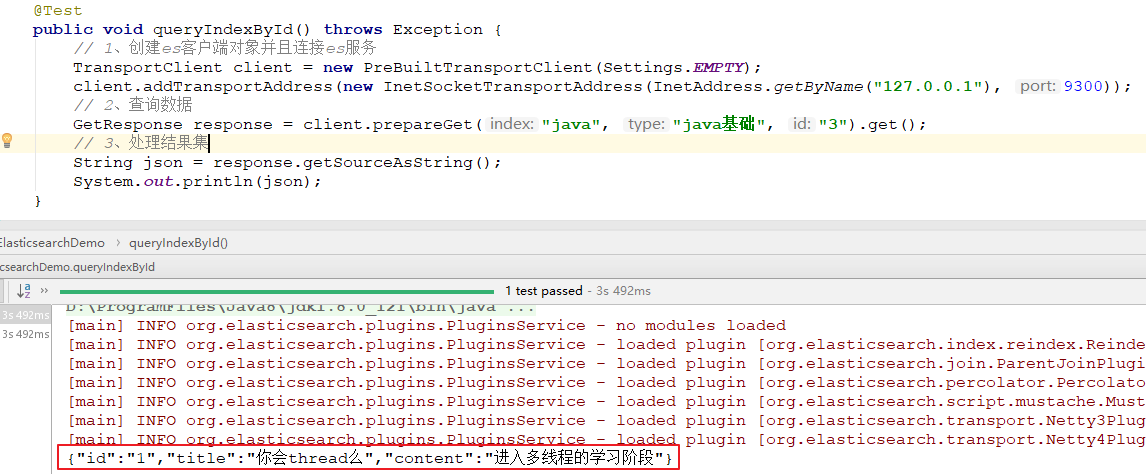 @Test
public void queryIndexById() throws Exception {
// 1、创建es客户端对象并且连接es服务
TransportClient client = new PreBuiltTransportClient(Settings.EMPTY);
client.addTransportAddress(new InetSocketTransportAddress(InetAddress.getByName("127.0.0.1"), port: 9300));
// 2、查询数据
GetResponse response = client.prepareGet( index: "java", type: "java基础", id: "3").get();
// 3、处理结果集
String json = response.getSourceAsString();
System.out.println(json);
}
ElasticsearchDemo › queryIndexById()
csearchDemo.queryIndexById
1 test passed - 3s 492ms
D:\ProgramFiles\Java8\jdk1.8.0_121\bin\java ...
3s 492ms [main] INFO org.elasticsearch.plugins.PluginsService - no modules loaded
3s 492ms [main] INFO org.elasticsearch.plugins.PluginsService - loaded plugin [org.elasticsearch.index.reindex.Reinde
[main] INFO org.elasticsearch.plugins.PluginsService - loaded plugin [org.elasticsearch.join.ParentJoinPlugi
[main] INFO org.elasticsearch.plugins.PluginsService - loaded plugin [org.elasticsearch.percolator.Percolato
[main] INFO org.elasticsearch.plugins.PluginsService - loaded plugin [org.elasticsearch.script.mustache.Must
[main] INFO org.elasticsearch.plugins.PluginsService - loaded plugin [org.elasticsearch.transport.Netty3Plug
[main] INFO org.elasticsearch.plugins.PluginsService - loaded plugin [org.elasticsearch.transport.Netty4Plug
{"id":"1","title":"你会thread么","content":"进入多线程的学习阶段"}